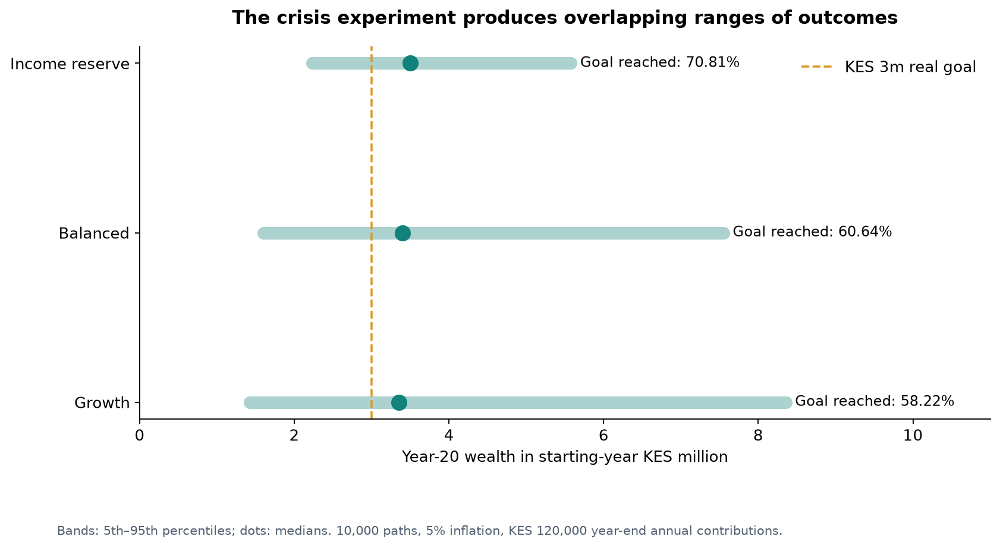 The crisis experiment produces overlapping ranges of outcomes
Income reserve
Goal reached: 70.81%
KES 3m real goal
Balanced
Goal reached: 60.64%
Growth
Goal reached: 58.22%
0 2 4 6 8 10
Year-20 wealth in starting-year KES million
Bands: 5th–95th percentiles; dots: medians. 10,000 paths, 5% inflation, KES 120,000 year-end annual contributions.